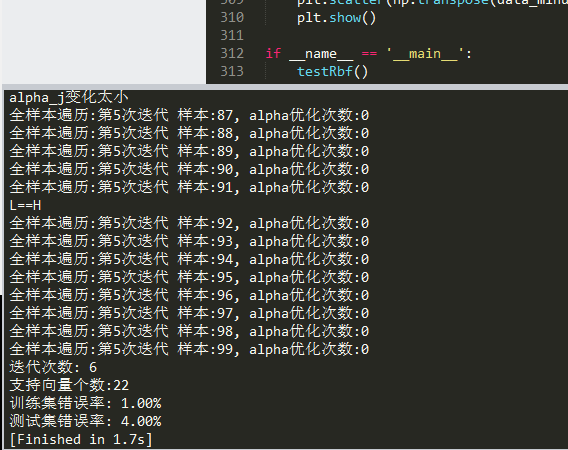 309 plt.scatter(np.transpose(data_minu
310 plt.show()
311
312 if __name__ == '__main__':
313 testRbf()
alpha_j变化太小
全样本遍历:第5次迭代 样本:87, alpha优化次数:0
全样本遍历:第5次迭代 样本:88, alpha优化次数:0
全样本遍历:第5次迭代 样本:89, alpha优化次数:0
全样本遍历:第5次迭代 样本:90, alpha优化次数:0
全样本遍历:第5次迭代 样本:91, alpha优化次数:0
L==H
全样本遍历:第5次迭代 样本:92, alpha优化次数:0
全样本遍历:第5次迭代 样本:93, alpha优化次数:0
全样本遍历:第5次迭代 样本:94, alpha优化次数:0
全样本遍历:第5次迭代 样本:95, alpha优化次数:0
全样本遍历:第5次迭代 样本:96, alpha优化次数:0
全样本遍历:第5次迭代 样本:97, alpha优化次数:0
全样本遍历:第5次迭代 样本:98, alpha优化次数:0
全样本遍历:第5次迭代 样本:99, alpha优化次数:0
迭代次数: 6
支持向量个数:22
训练集错误率: 1.00%
测试集错误率: 4.00%
[Finished in 1.7s]